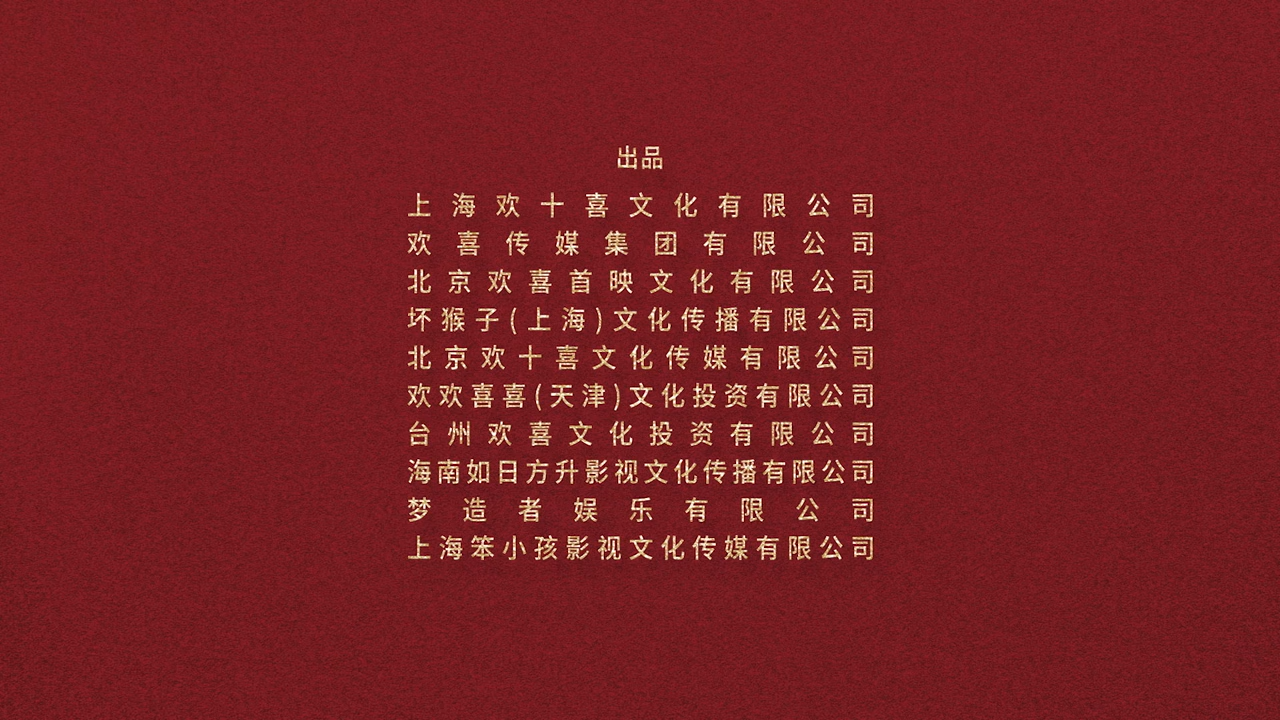 出品
上海欢十喜文化有限公司
欢喜传媒集团有限公司
北京欢喜首映文化有限公司
坏猴子(上海)文化传播有限公司
北京欢十喜文化传媒有限公司
欢欢喜喜(天津)文化投资有限公司
台州欢喜文化投资有限公司
海南如日方升影视文化传播有限公司
梦造者娱乐有限公司
上海笨小孩影视文化传媒有限公司